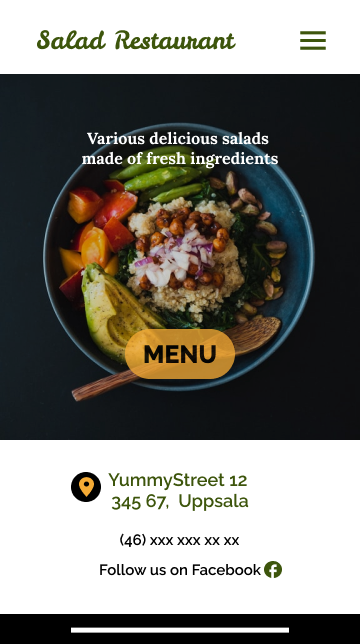 Salad Restaurant
Various delicious salads
made of fresh ingredients
MENU
YummyStreet 12
345 67, Uppsala
(46) xxx xxx xx xx
Follow us on Facebook